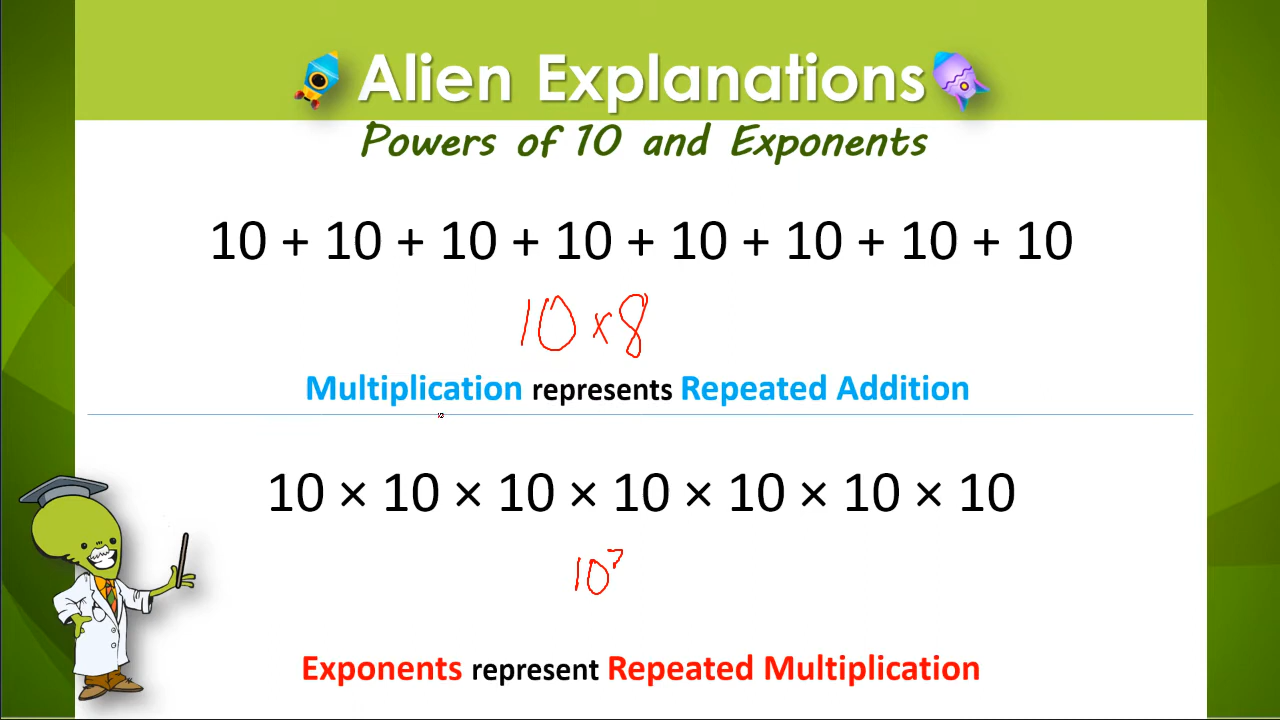 Alien Explanations
Powers of 10 and Exponents
10 + 10 + 10 + 10 + 10 + 10 + 10 + 10
10 × 8
Multiplication represents Repeated Addition
10 × 10 × 10 × 10 × 10 × 10 × 10
10⁷
Exponents represent Repeated Multiplication